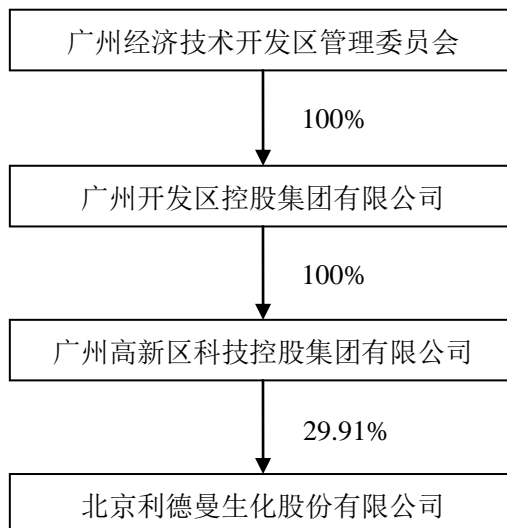 广州经济技术开发区管理委员会
100%
广州开发区控股集团有限公司
100%
广州高新区科技控股集团有限公司
29.91%
北京利德曼生化股份有限公司